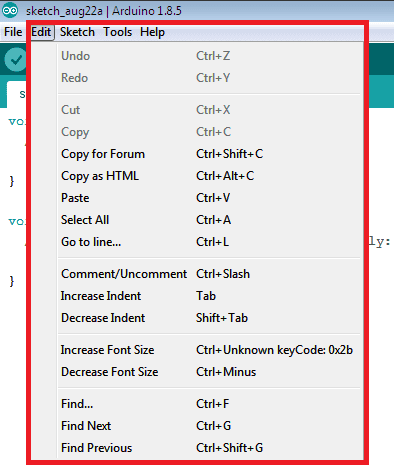 sketch_aug22a | Arduino 1.8.5
File Edit Sketch Tools Help
Undo Ctrl+Z
Redo Ctrl+Y
Cut Ctrl+X
Copy Ctrl+C
Copy for Forum Ctrl+Shift+C
Copy as HTML Ctrl+Alt+C
Paste Ctrl+V
Select All Ctrl+A
Go to line... Ctrl+L
ly:
}
Comment/Uncomment Ctrl+Slash
Increase Indent Tab
Decrease Indent Shift+Tab
}
Increase Font Size Ctrl+Unknown keyCode: 0x2b
Decrease Font Size Ctrl+Minus
Find... Ctrl+F
Find Next Ctrl+G
Find Previous Ctrl+Shift+G